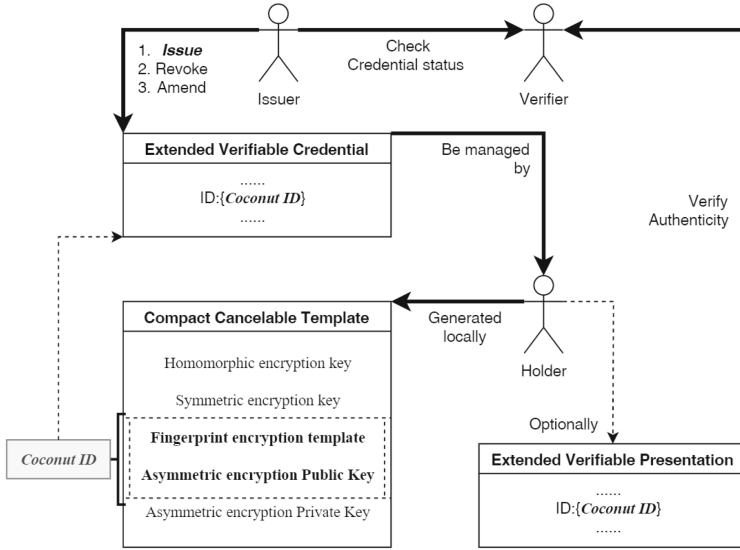 1. Issue
2. Revoke
3. Amend
Issuer
Check
Credential status
Verifier
Extended Verifiable Credential
......
ID:{Coconut ID}
......
Be managed
by
Verify
Authenticity
Compact Cancelable Template
Homomorphic encryption key
Symmetric encryption key
Fingerprint encryption template
Asymmetric encryption Public Key
Asymmetric encryption Private Key
Coconut ID
Generated
locally
Holder
Optionally
Extended Verifiable Presentation
......
ID:{Coconut ID}
......